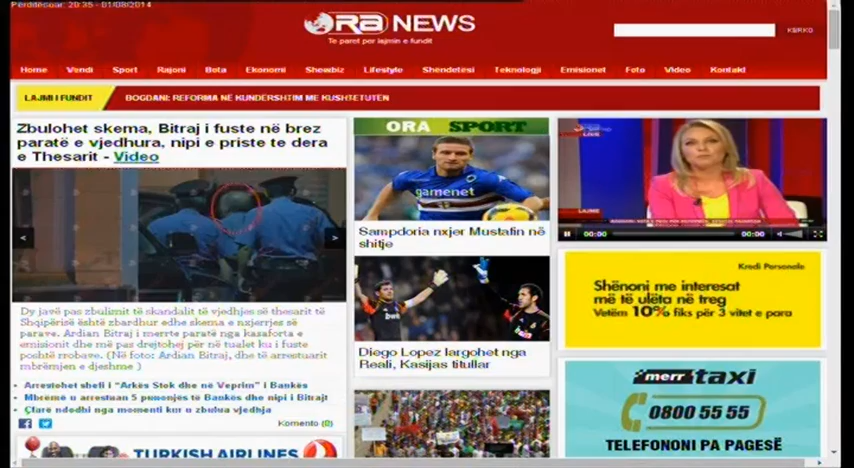 Përditësuar: 20:35 - 01/08/2014
ORA NEWS
Te paret per lajmin e fundit
KERKO
Home Vendi Sport Rajoni Bota Ekonomi Showbiz Lifestyle Shëndetësi Teknologji Emisionet Foto Video Kontakt
LAJMI I FUNDIT
BOGDANI: REFORMA NË KUNDËRSHTIM ME KUSHTETUTEN
Zbulohet skema, Bitraj i fuste në brez
paratë e vjedhura, nipi e priste te dera
e Thesarit - Video
< >
Dy javë pas zbulimit të skandalit të vjedhjes së thesarit të
Shqipërisë është zbardhur edhe skema e nxjerrjes së
parave. Ardian Bitraj i merrte paratë nga kasaforta e
emisionit dhe më pas drejtohej për në tualet ku i fuste
poshtë rrobave. (Në foto: Ardian Bitraj, dhe të arrestuarit
mbrëmjen e djeshme )
Arrestohet shefi i "Arkës Stok dhe në Veprim" i Bankës
Mbrëmë u arrestuan 5 punonjës të Bankës dhe nipi i Bitrajt
Çfarë ndodhi nga momenti kur u zbulua vjedhja
Komento (0)
TURKISH AIRLINES
ORA SPORT
gamenet
Sampdoria nxjer Mustafin në
shitje
Diego Lopez largohet nga
Reali, Kasijas titullar
LAJME
00:00 00:00
Kredi Personale
Shënoni me interesat
më të ulëta në treg
Vetëm 10% fiks për 3 vitet e para
merr taxi
0800 55 55
TELEFONONI PA PAGESË